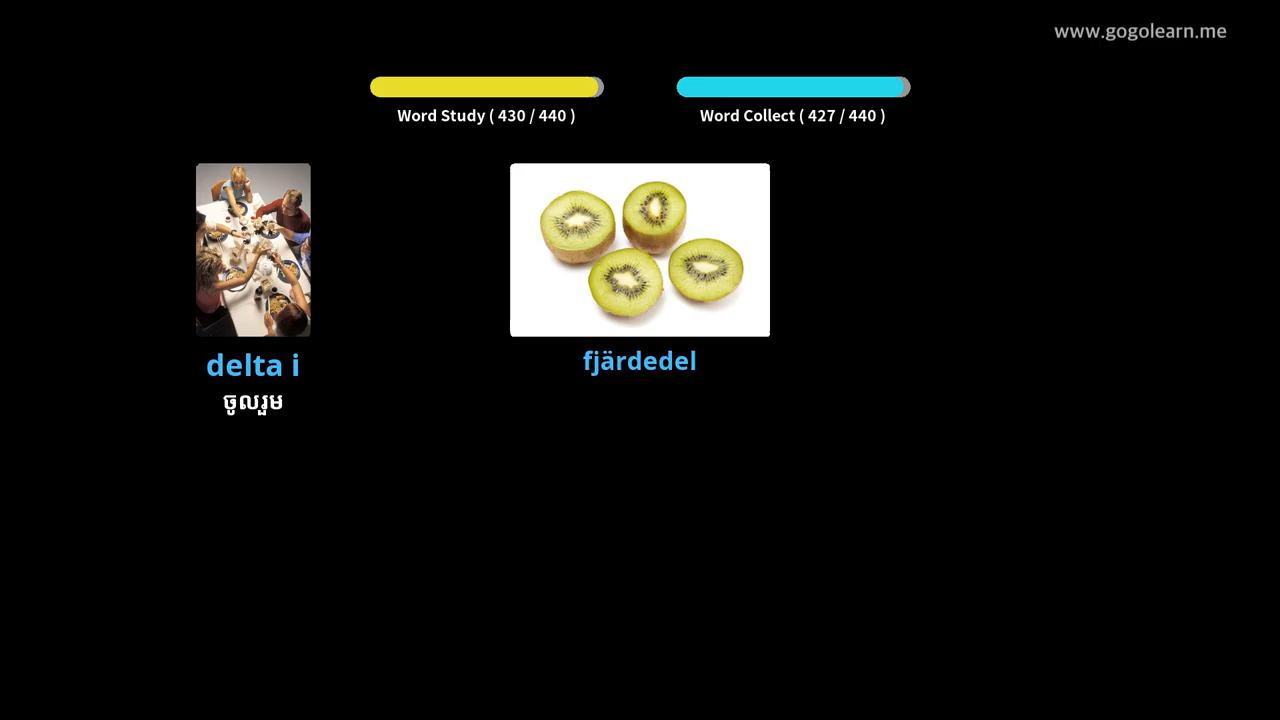 www.gogolearn.me
Word Study ( 430 / 440 )
Word Collect ( 427 / 440 )
delta i
ចូលរួម
fjärdedel